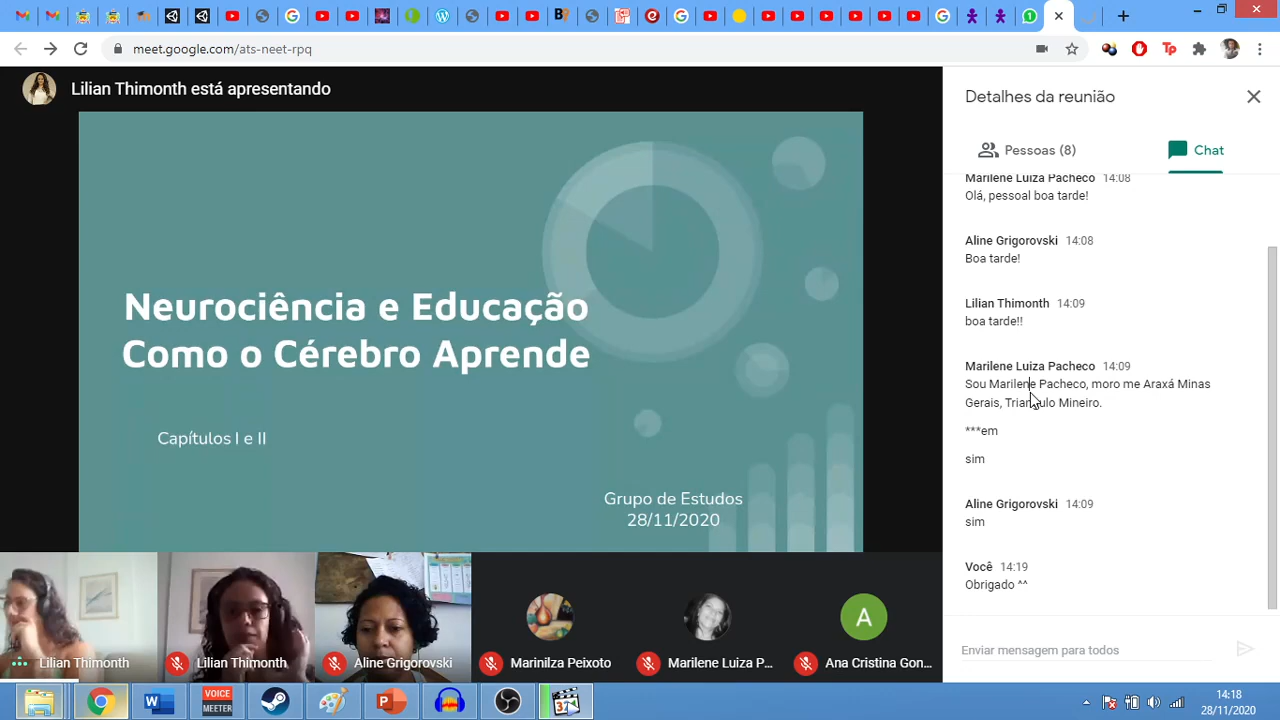 meet.google.com/ats-neet-rpq
Lilian Thimonth está apresentando
Neurociência e Educação
Como o Cérebro Aprende
Capítulos I e II
Grupo de Estudos
28/11/2020
Lilian Thimonth
Lilian Thimonth
Aline Grigorovski
Marinilza Peixoto
Marilene Luiza P...
A
Ana Cristina Gon...
Detalhes da reunião
Pessoas (8)
Chat
Marilene Luiza Pacheco 14:08
Olá, pessoal boa tarde!
Aline Grigorovski 14:08
Boa tarde!
Lilian Thimonth 14:09
boa tarde!!
Marilene Luiza Pacheco 14:09
Sou Marilene Pacheco, moro me Araxá Minas
Gerais, Triangulo Mineiro.
***em
sim
Aline Grigorovski 14:09
sim
Você 14:19
Obrigado ^^
Enviar mensagem para todos
VOICE
MEETER
14:18
28/11/2020